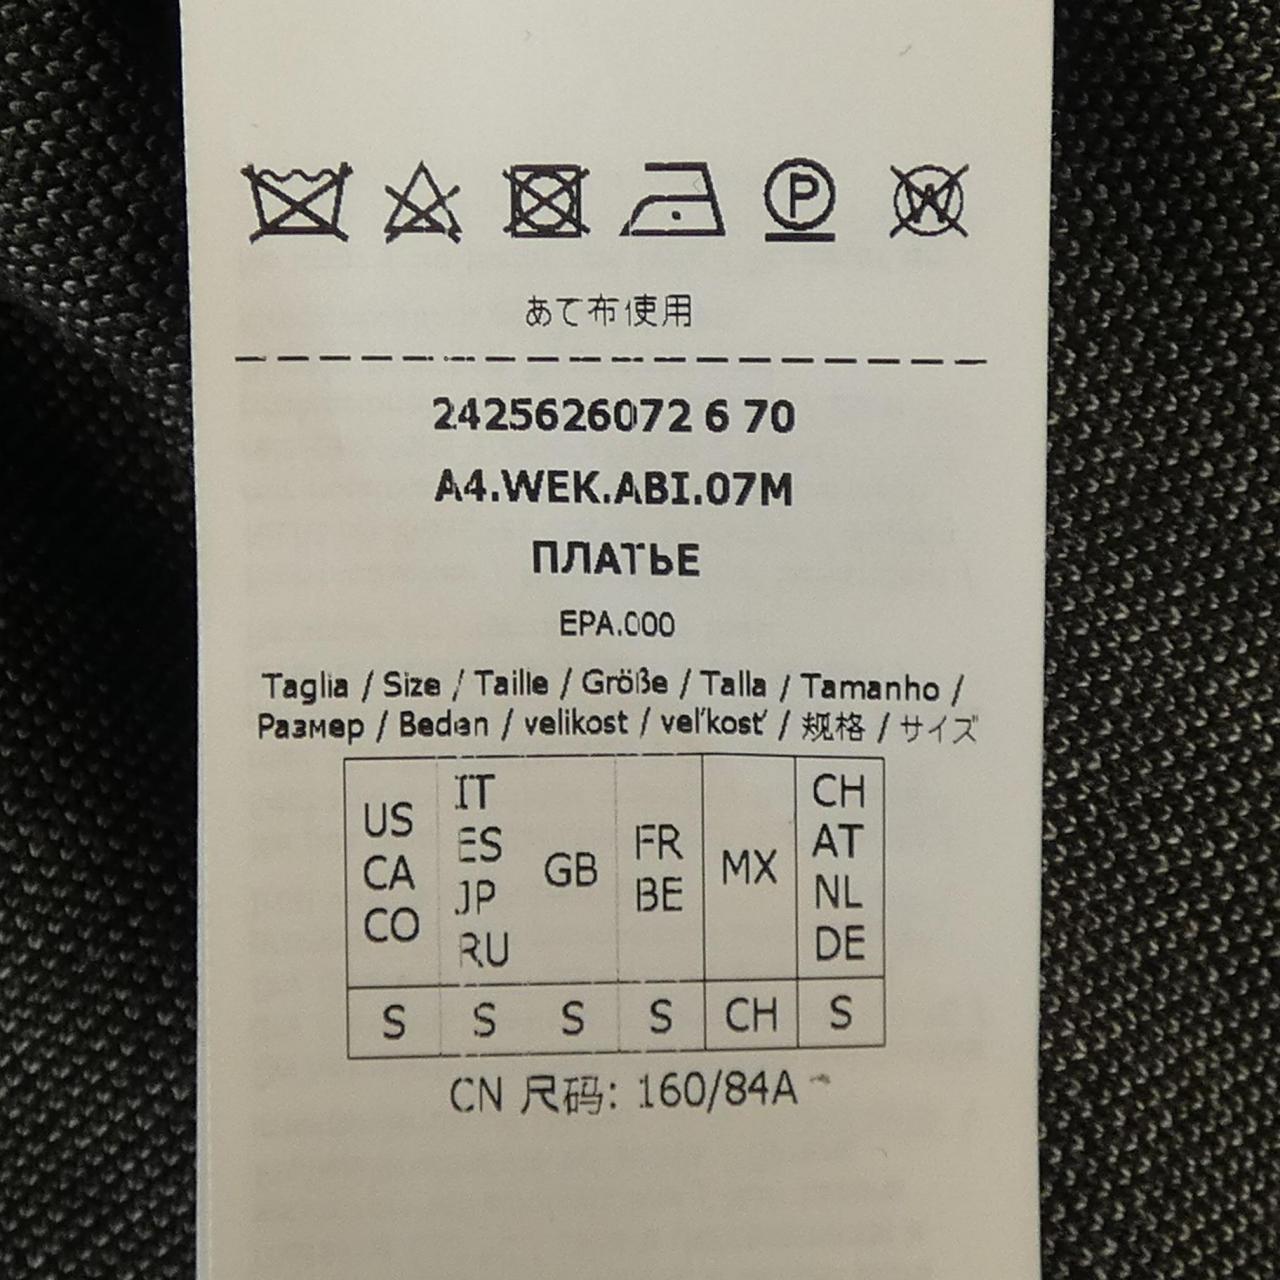 P W
あて布使用
2425626072 6 70
A4.WEK.ABI.07M
ПЛАТЬЕ
EPA.000
Taglia / Size / Taille / Größe / Talla / Tamanho /
Размер / Beden / velikost / veľkosť / 规格 / サイズ
US CA CO
IT ES JP RU
GB
FR BE
MX
CH AT NL DE
S S S S CH S
CN 尺码: 160/84A